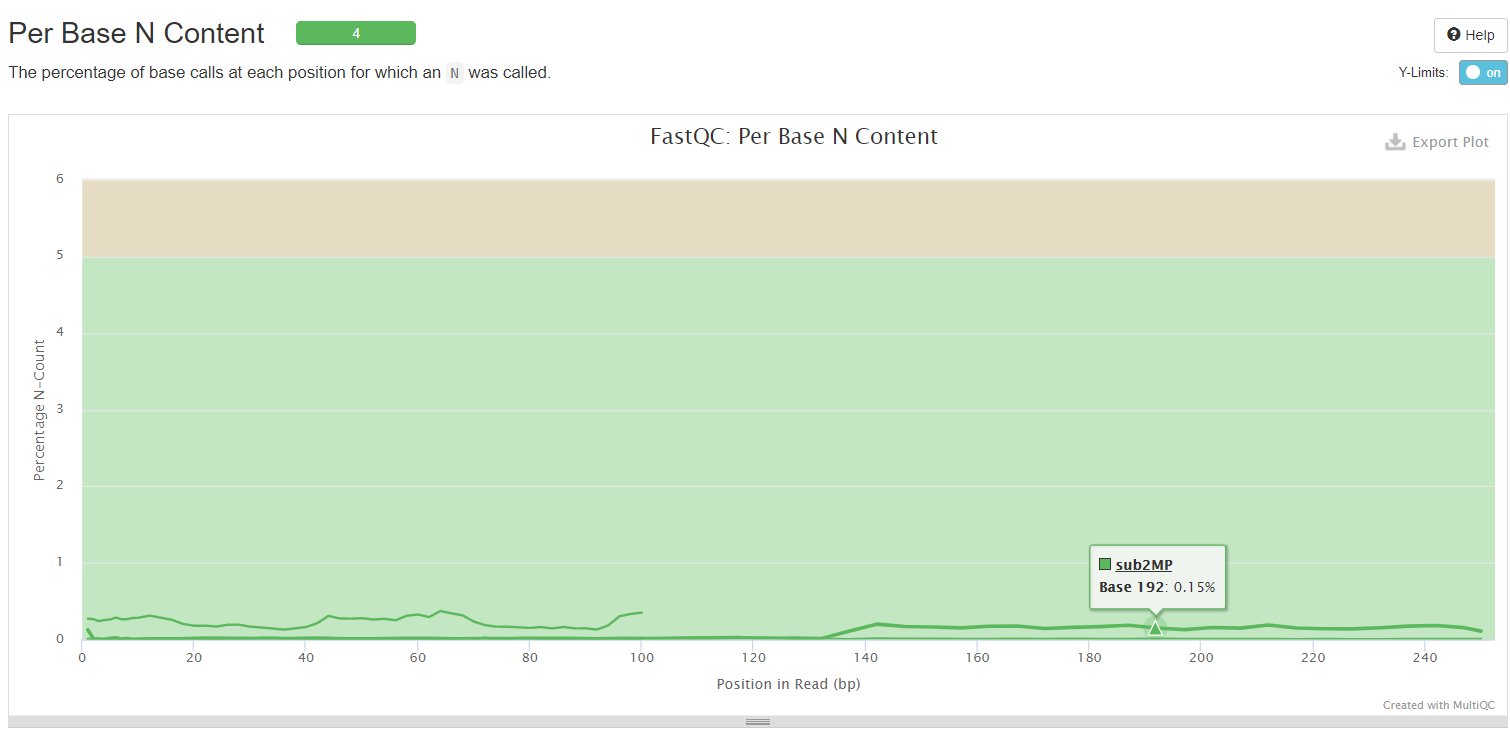 Per Base N Content
4
Help
The percentage of base calls at each position for which an N was called.
Y-Limits: on
FastQC: Per Base N Content
Export Plot
6
5
4
3
2
1
0
Percentage N-Count
sub2MP
Base 192: 0.15%
0 20 40 60 80 100 120 140 160 180 200 220 240
Position in Read (bp)
Created with MultiQC